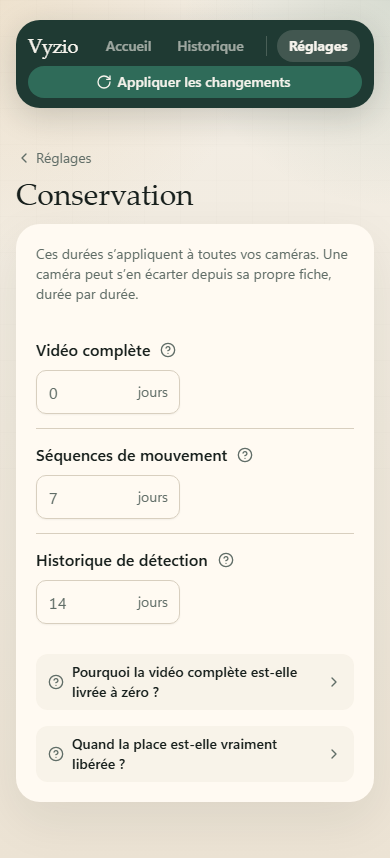 Vyzio Accueil Historique Réglages
Appliquer les changements
Réglages
Conservation
Ces durées s’appliquent à toutes vos caméras. Une
caméra peut s’en écarter depuis sa propre fiche,
durée par durée.
Vidéo complète
0 jours
Séquences de mouvement
7 jours
Historique de détection
14 jours
Pourquoi la vidéo complète est-elle
livrée à zéro ?
Quand la place est-elle vraiment
libérée ?